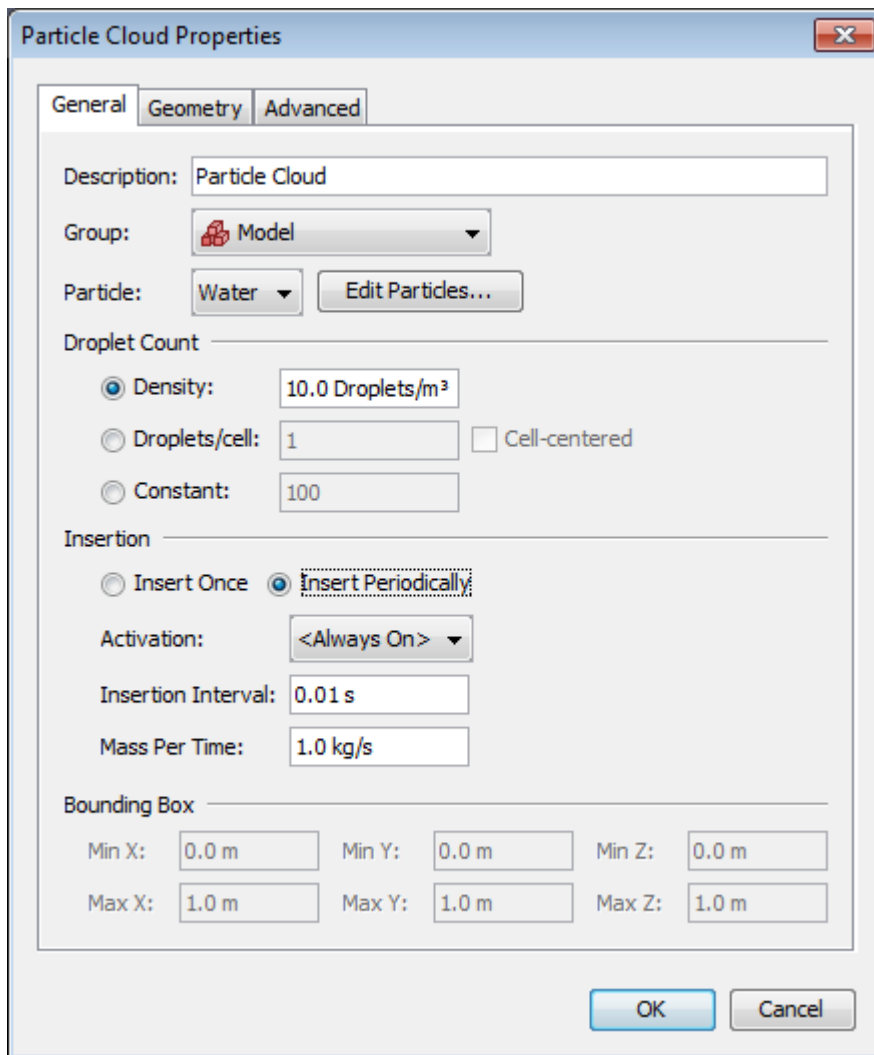 Particle Cloud Properties
General Geometry Advanced
Description: Particle Cloud
Group: Model
Particle: Water Edit Particles...
Droplet Count
Density: 10.0 Droplets/m³
Droplets/cell: 1 Cell-centered
Constant: 100
Insertion
Insert Once Insert Periodically
Activation: <Always On>
Insertion Interval: 0.01 s
Mass Per Time: 1.0 kg/s
Bounding Box
Min X: 0.0 m Min Y: 0.0 m Min Z: 0.0 m
Max X: 1.0 m Max Y: 1.0 m Max Z: 1.0 m
OK Cancel